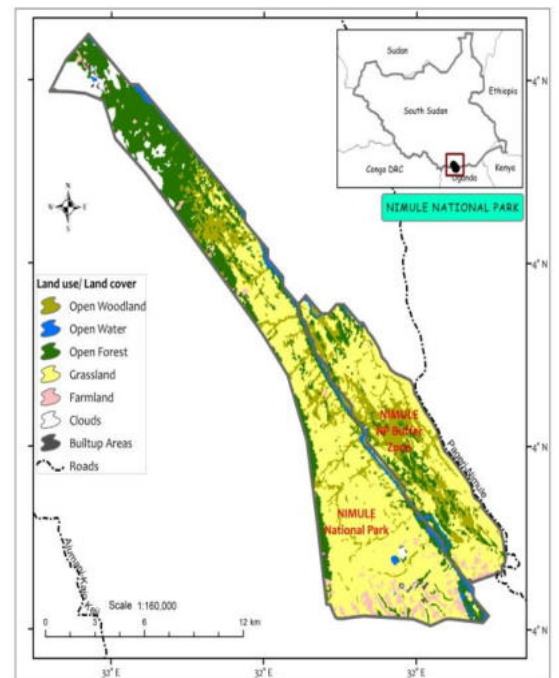 Sudan
Ethiopia
South Sudan
Congo DRC
Uganda
Kenya
NIMULE NATIONAL PARK
4°N
4°N
4°N
4°N
N
W
E
S
Land use/ Land cover
Open Woodland
Open Water
Open Forest
Grassland
Farmland
Clouds
Builtup Areas
Roads
NIMULE
NP Buffer
Zone
Pageri Nimule
NIMULE
National Park
Scale 1:160,000
0 3 6 12 km
32°E
32°E
32°E